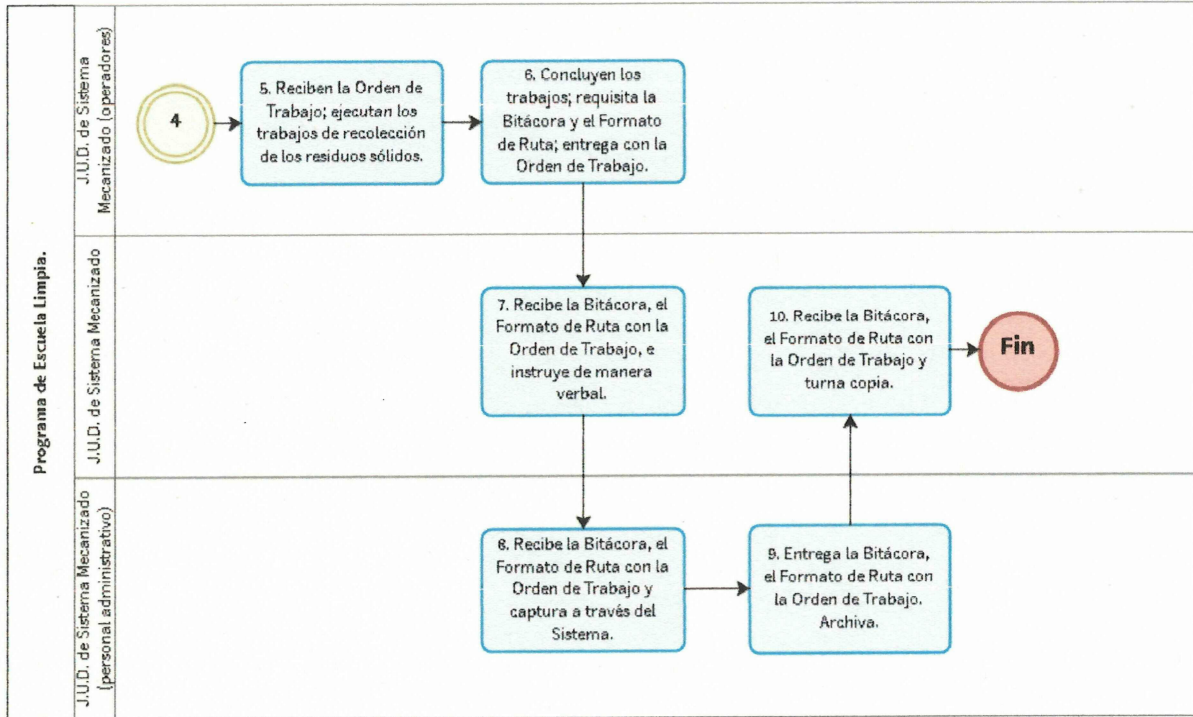 Programa de Escuela Limpia.
J.U.D. de Sistema
Mecanizado (operadores)
4
5. Reciben la Orden de
Trabajo; ejecutan los
trabajos de recolección
de los residuos sólidos.
6. Concluyen los
trabajos; requisita la
Bitácora y el Formato
de Ruta; entrega con la
Orden de Trabajo.
J.U.D. de Sistema Mecanizado
7. Recibe la Bitácora, el
Formato de Ruta con la
Orden de Trabajo, e
instruye de manera
verbal.
10. Recibe la Bitácora,
el Formato de Ruta con
la Orden de Trabajo y
turna copia.
Fin
J.U.D. de Sistema Mecanizado
(personal administrativo)
8. Recibe la Bitácora, el
Formato de Ruta con la
Orden de Trabajo y
captura a través del
Sistema.
9. Entrega la Bitácora,
el Formato de Ruta con
la Orden de Trabajo.
Archiva.